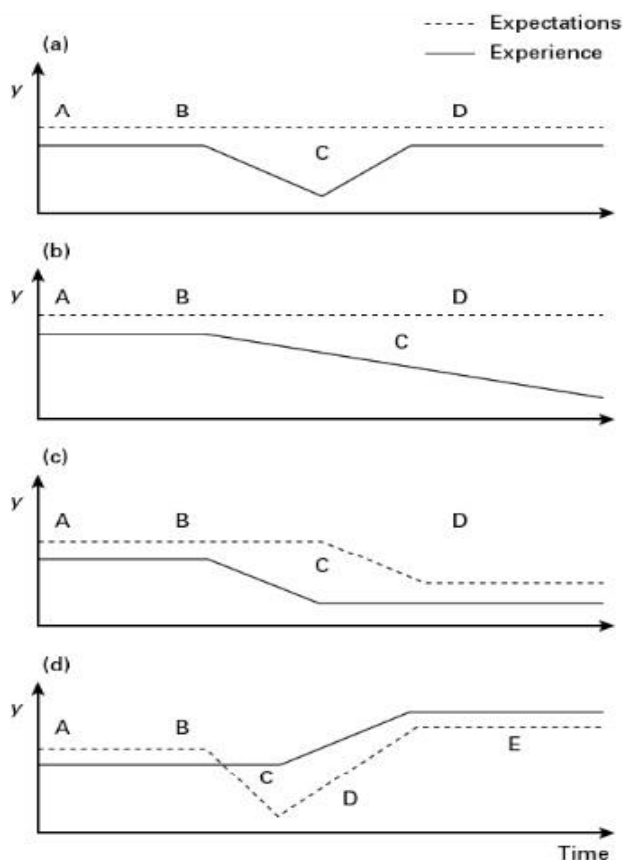 Expectations
Experience
(a)
y
A B D
C
(b)
y
A B D
C
(c)
y
A B D
C
(d)
y
A B
E
C
D
Time